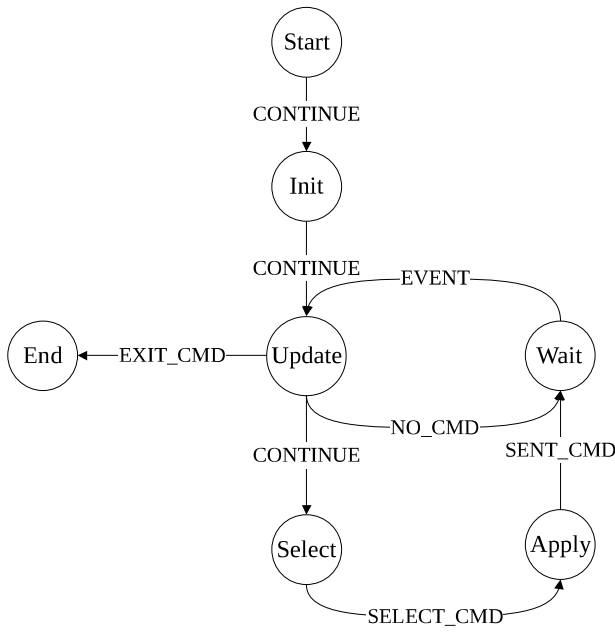 Start
CONTINUE
Init
CONTINUE
EVENT
End
EXIT_CMD
Update
Wait
NO_CMD
CONTINUE
SENT_CMD
Select
Apply
SELECT_CMD